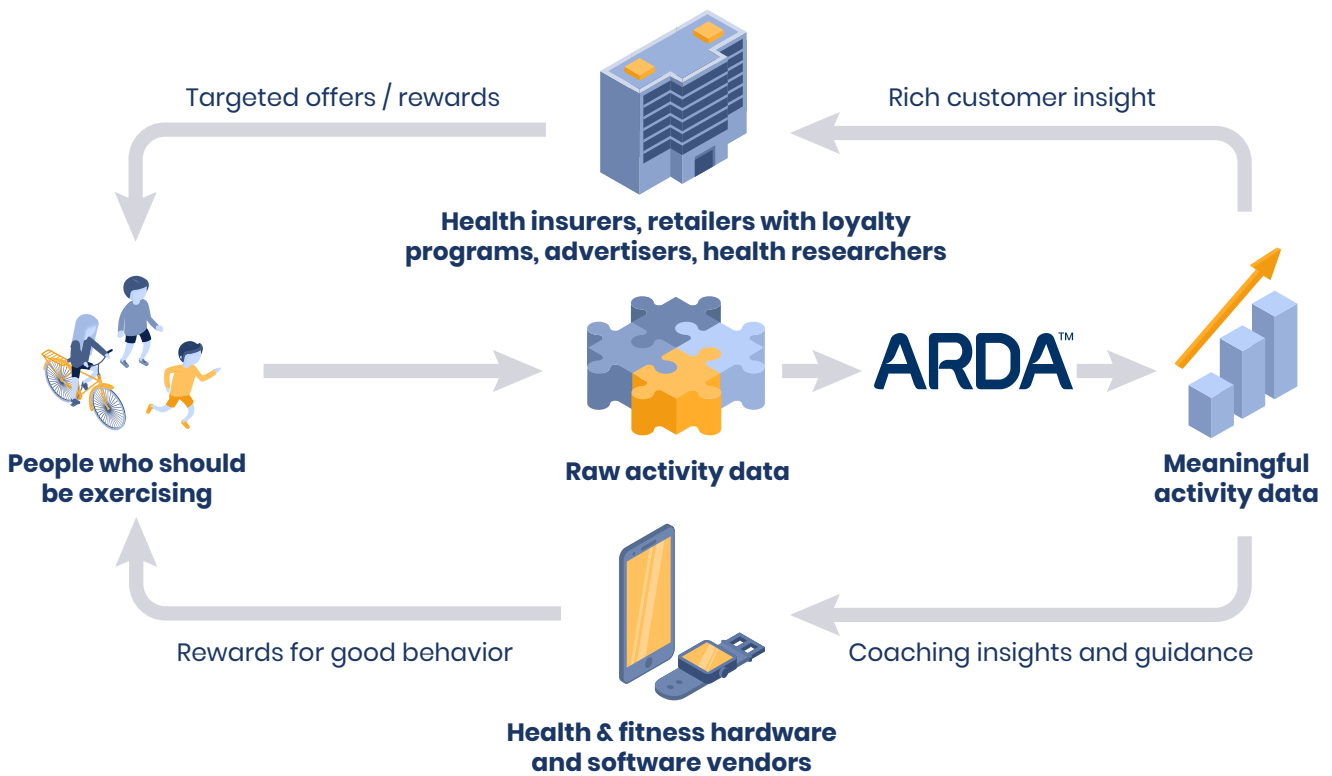 Targeted offers / rewards
Rich customer insight
Health insurers, retailers with loyalty
programs, advertisers, health researchers
ARDA™
People who should
be exercising
Raw activity data
Meaningful
activity data
Rewards for good behavior
Coaching insights and guidance
Health & fitness hardware
and software vendors